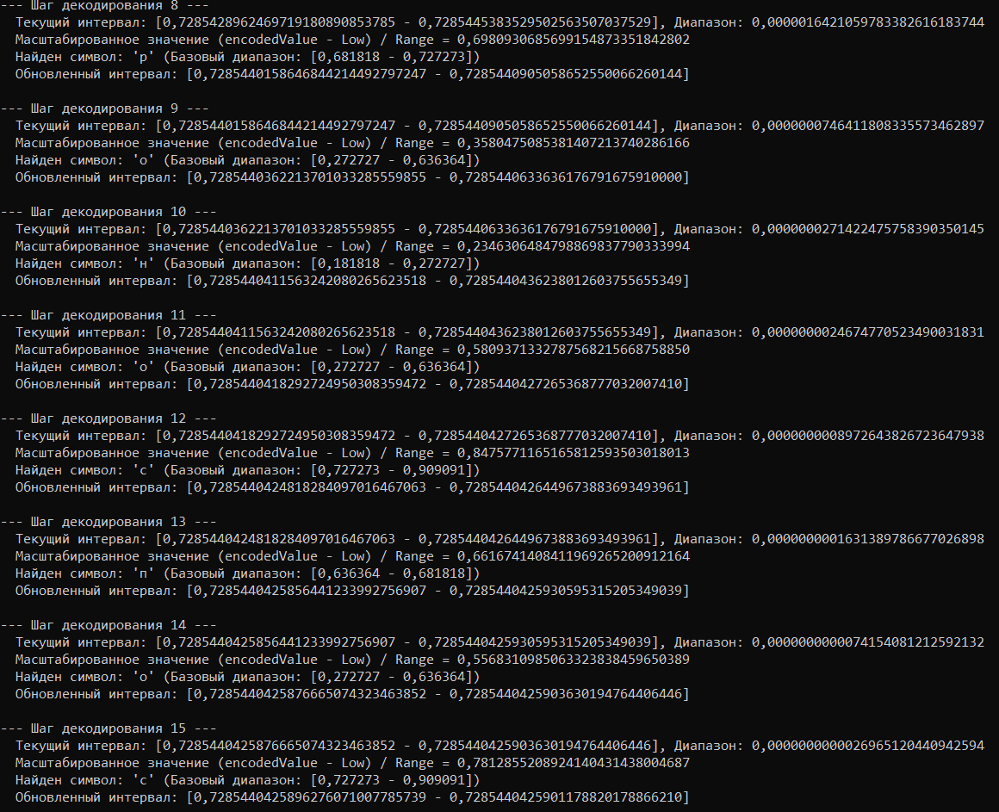 --- Шаг декодирования 8 ---
Текущий интервал: [0,7285428962469719180890853785 - 0,7285445383529502563507037529], Диапазон: 0,0000016421059783382616183744
Масштабированное значение (encodedValue - Low) / Range = 0,6980930685699154873351842802
Найден символ: 'р' (Базовый диапазон: [0,681818 - 0,727273])
Обновленный интервал: [0,7285440158646844214492797247 - 0,7285440905058652550066260144]
--- Шаг декодирования 9 ---
Текущий интервал: [0,7285440158646844214492797247 - 0,7285440905058652550066260144], Диапазон: 0,0000000746411808335573462897
Масштабированное значение (encodedValue - Low) / Range = 0,3580475085381407213740286166
Найден символ: 'о' (Базовый диапазон: [0,272727 - 0,636364])
Обновленный интервал: [0,7285440362213701033285559855 - 0,7285440633636176791675910000]
--- Шаг декодирования 10 ---
Текущий интервал: [0,7285440362213701033285559855 - 0,7285440633636176791675910000], Диапазон: 0,0000000271422475758390350145
Масштабированное значение (encodedValue - Low) / Range = 0,2346306484798869837790333994
Найден символ: 'н' (Базовый диапазон: [0,181818 - 0,272727])
Обновленный интервал: [0,7285440411563242080265623518 - 0,7285440436238012603755655349]
--- Шаг декодирования 11 ---
Текущий интервал: [0,7285440411563242080265623518 - 0,7285440436238012603755655349], Диапазон: 0,0000000024674770523490031831
Масштабированное значение (encodedValue - Low) / Range = 0,5809371332787568215668758850
Найден символ: 'о' (Базовый диапазон: [0,272727 - 0,636364])
Обновленный интервал: [0,7285440418292724950308359472 - 0,7285440427265368777032007410]
--- Шаг декодирования 12 ---
Текущий интервал: [0,7285440418292724950308359472 - 0,7285440427265368777032007410], Диапазон: 0,0000000008972643826723647938
Масштабированное значение (encodedValue - Low) / Range = 0,8475771165165812593503018013
Найден символ: 'с' (Базовый диапазон: [0,727273 - 0,909091])
Обновленный интервал: [0,7285440424818284097016467063 - 0,7285440426449673883693493961]
--- Шаг декодирования 13 ---
Текущий интервал: [0,7285440424818284097016467063 - 0,7285440426449673883693493961], Диапазон: 0,0000000001631389786677026898
Масштабированное значение (encodedValue - Low) / Range = 0,6616741408411969265200912164
Найден символ: 'п' (Базовый диапазон: [0,636364 - 0,681818])
Обновленный интервал: [0,7285440425856441233992756907 - 0,7285440425930595315205349039]
--- Шаг декодирования 14 ---
Текущий интервал: [0,7285440425856441233992756907 - 0,7285440425930595315205349039], Диапазон: 0,0000000000074154081212592132
Масштабированное значение (encodedValue - Low) / Range = 0,5568310985063323838459650389
Найден символ: 'о' (Базовый диапазон: [0,272727 - 0,636364])
Обновленный интервал: [0,7285440425876665074323463852 - 0,7285440425903630194764406446]
--- Шаг декодирования 15 ---
Текущий интервал: [0,7285440425876665074323463852 - 0,7285440425903630194764406446], Диапазон: 0,0000000000026965120440942594
Масштабированное значение (encodedValue - Low) / Range = 0,7812855208924140431438004687
Найден символ: 'с' (Базовый диапазон: [0,727273 - 0,909091])
Обновленный интервал: [0,7285440425896276071007785739 - 0,7285440425901178820178866210]